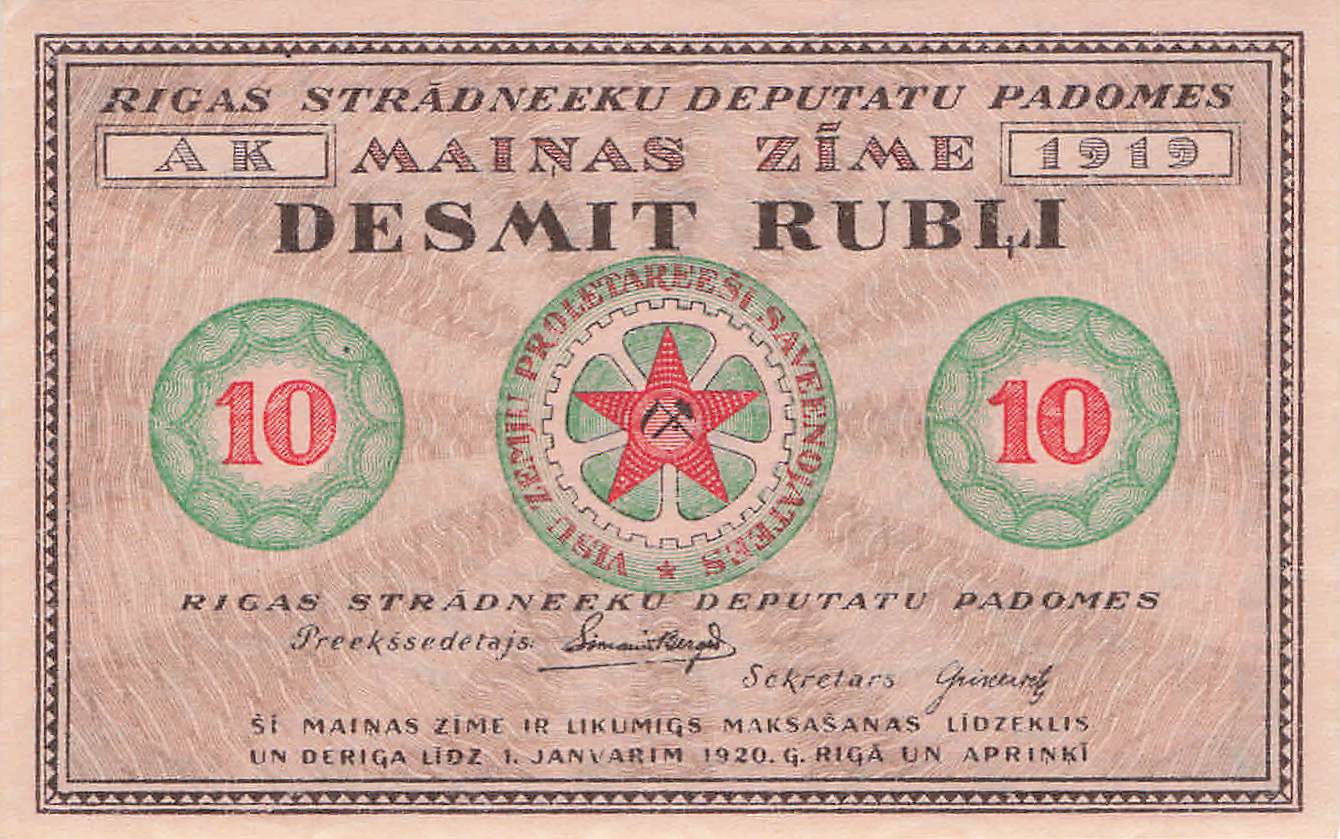 RIGAS STRĀDNEEKU DEPUTATU PADOMES
AK MAIŅAS ZĪME 1919
DESMIT RUBĻI
VISU ZEMJU PROLETAREEŠI SAVEENOJATEES
10 10
RIGAS STRĀDNEEKU DEPUTATU PADOMES
Preekšsedetajs:
Sekretars
ŠĪ MAIŅAS ZĪME IR LIKUMIGS MAKSAŠANAS LĪDZEKLIS
UN DERIGA LĪDZ 1. JANVARIM 1920. G. RIGĀ UN APRIŅĶĪ